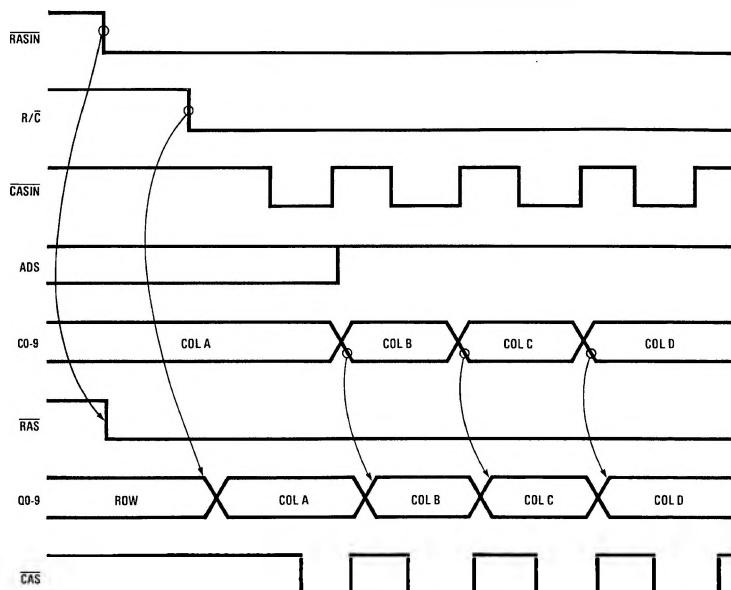 RASIN
R/C
CASIN
ADS
C0-9 COL A COL B COL C COL D
RAS
Q0-9 ROW COL A COL B COL C COL D
CAS